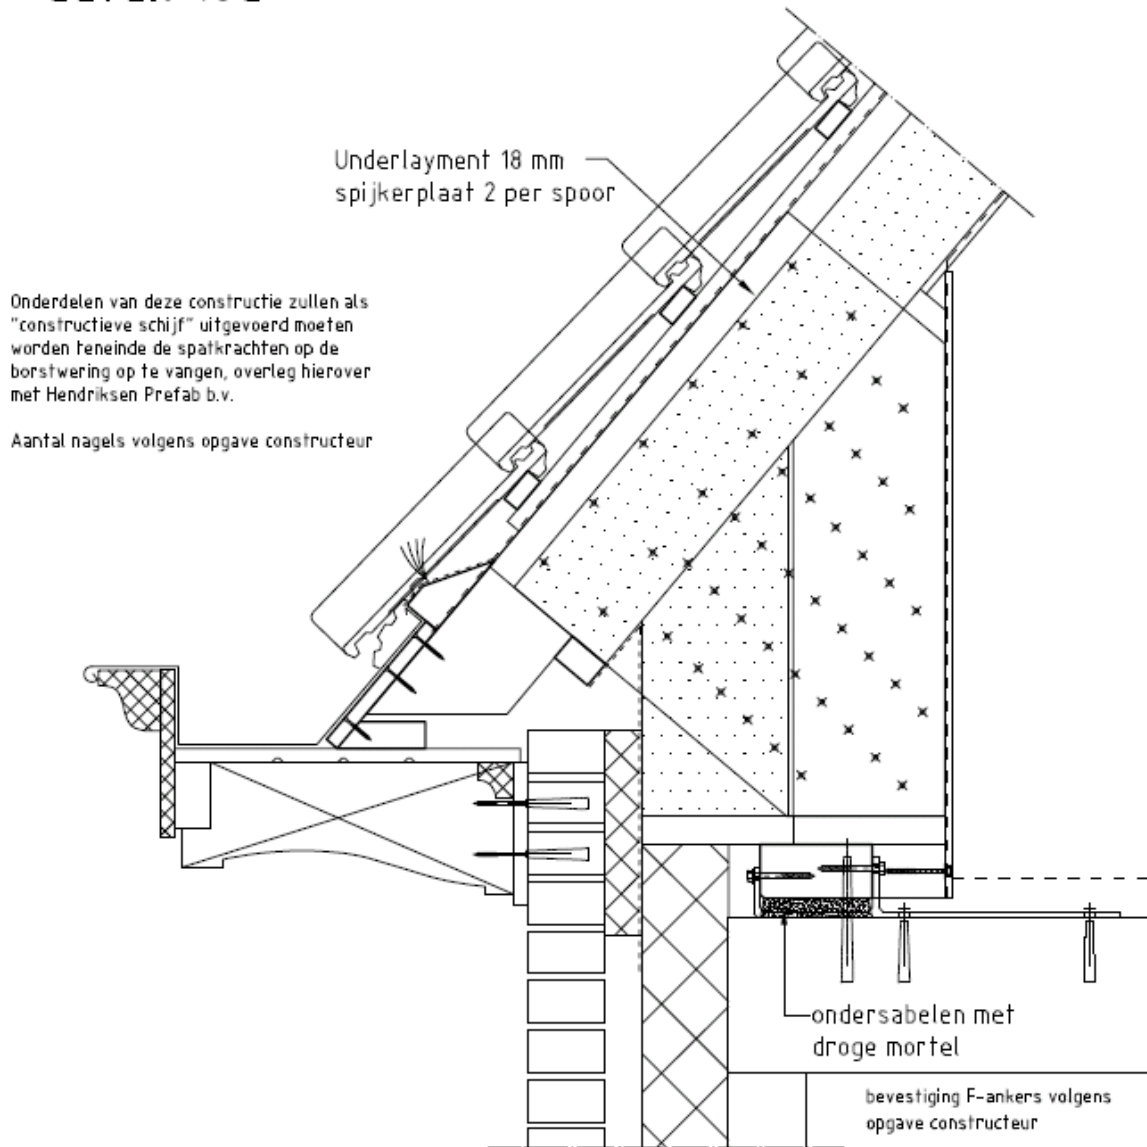 Underlayment 18 mm
spijkerplaat 2 per spoor
Onderdelen van deze constructie zullen als
"constructieve schijf" uitgevoerd moeten
worden teneinde de spatkrachten op de
borstwering op te vangen, overleg hierover
met Hendriksen Prefab b.v.
Aantal nagels volgens opgave constructeur
ondersabelen met
droge mortel
bevestiging F-ankers volgens
opgave constructeur